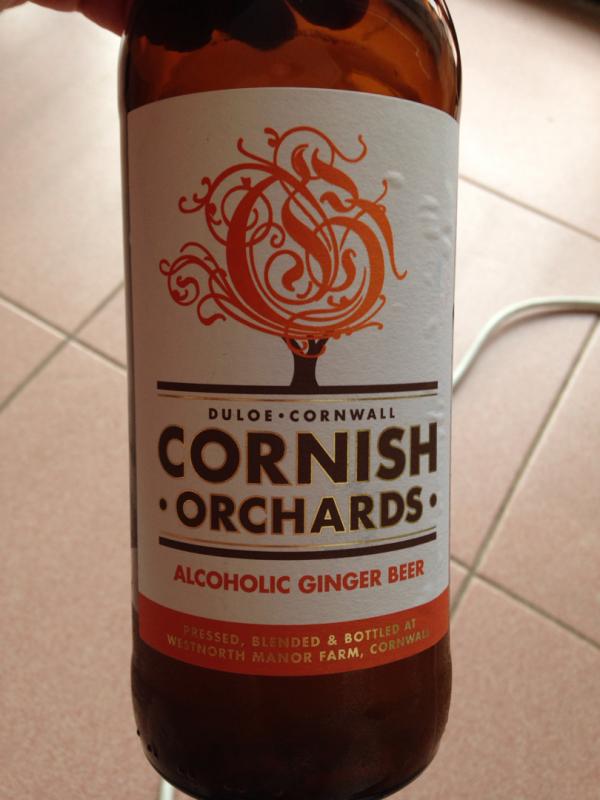 DULOE • CORNWALL
CORNISH
• ORCHARDS •
ALCOHOLIC GINGER BEER
PRESSED, BLENDED & BOTTLED AT
WESTNORTH MANOR FARM, CORNWALL